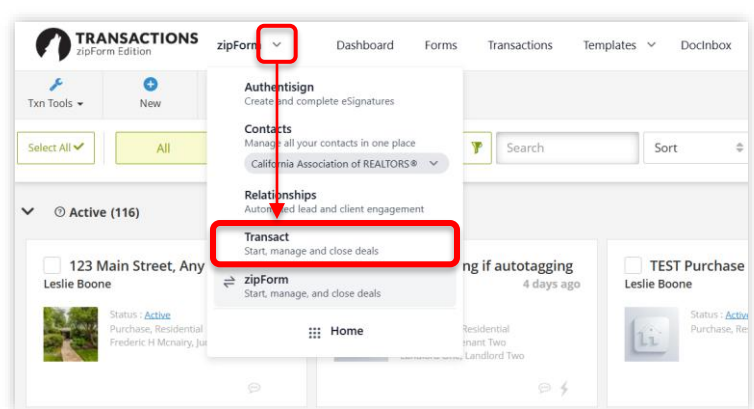 TRANSACTIONS
zipForm Edition
zipForm
Dashboard
Forms
Transactions
Templates
DocInbox
Txn Tools
New
Select All
All
Search
Sort
Authentisign
Create and complete eSignatures
Contacts
Manage all your contacts in one place
California Association of REALTORS®
Relationships
Automated lead and client engagement
Transact
Start, manage and close deals
zipForm
Start, manage, and close deals
Home
Active (116)
123 Main Street, Any
Leslie Boone
Status : Active
Purchase, Residential
Frederic H Mcnairy, Ju
ng if autotagging
4 days ago
Residential
nant Two
Landlord One, Landlord Two
TEST Purchase
Leslie Boone
Status : Active
Purchase, Re